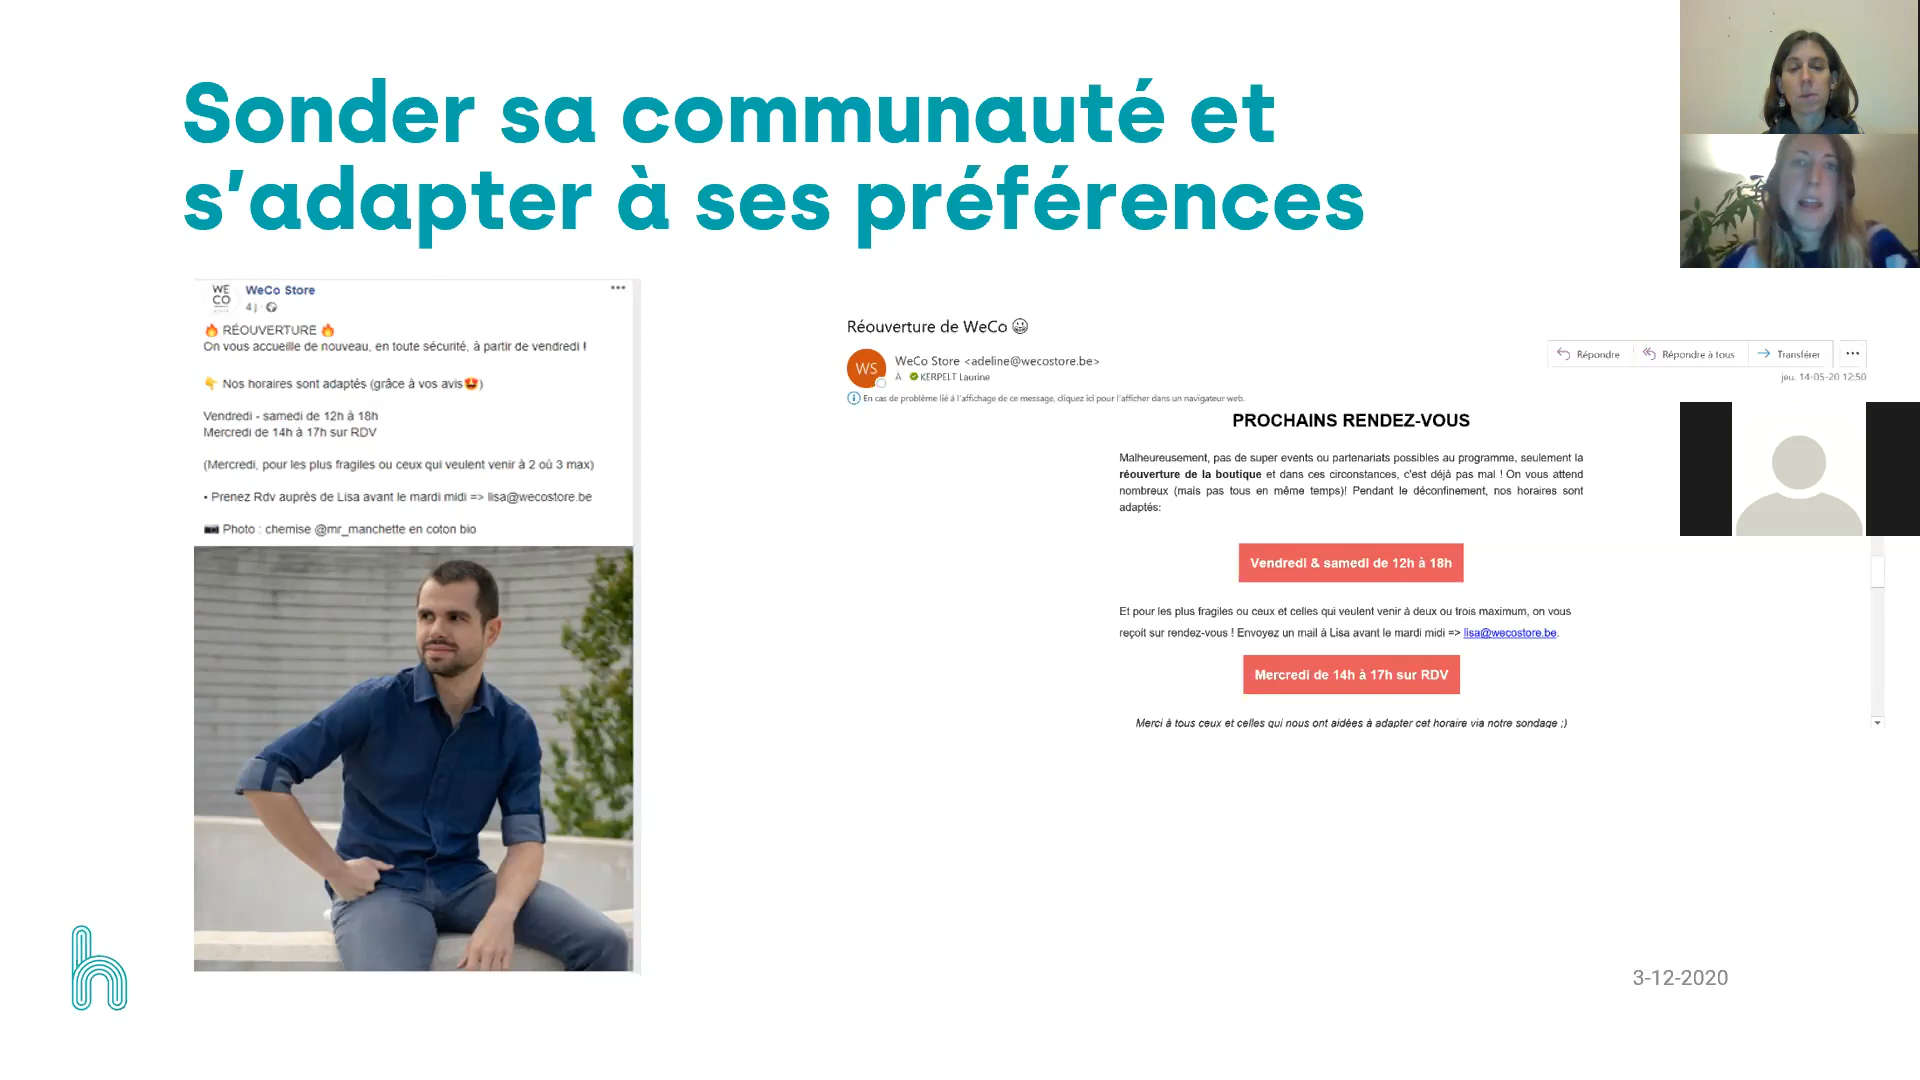 Sonder sa communauté et
s’adapter à ses préférences
WE
CO
WeCo Store
4 j ·
RÉOUVERTURE
On vous accueille de nouveau, en toute sécurité, à partir de vendredi !
Nos horaires sont adaptés (grâce à vos avis)
Vendredi - samedi de 12h à 18h
Mercredi de 14h à 17h sur RDV
(Mercredi, pour les plus fragiles ou ceux qui veulent venir à 2 où 3 max)
• Prenez Rdv auprès de Lisa avant le mardi midi => lisa@wecostore.be
Photo : chemise @mr_manchette en coton bio
Réouverture de WeCo
WS
WeCo Store <adeline@wecostore.be>
À KERPELT Laurine
Répondre
Répondre à tous
Transférer
jeu. 14-05-20 12:50
En cas de problème lié à l'affichage de ce message, cliquez ici pour l'afficher dans un navigateur web.
PROCHAINS RENDEZ-VOUS
Malheureusement, pas de super events ou partenariats possibles au programme, seulement la
réouverture de la boutique et dans ces circonstances, c'est déjà pas mal ! On vous attend
nombreux (mais pas tous en même temps)! Pendant le déconfinement, nos horaires sont
adaptés:
Vendredi & samedi de 12h à 18h
Et pour les plus fragiles ou ceux et celles qui veulent venir à deux ou trois maximum, on vous
reçoit sur rendez-vous ! Envoyez un mail à Lisa avant le mardi midi => lisa@wecostore.be.
Mercredi de 14h à 17h sur RDV
Merci à tous ceux et celles qui nous ont aidées à adapter cet horaire via notre sondage ;)
h
3-12-2020